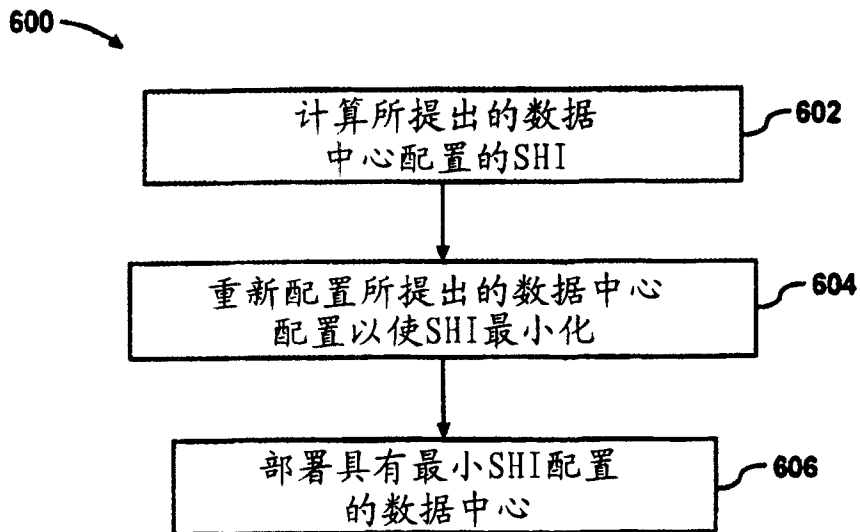 600
计算所提出的数据
中心配置的SHI
602
重新配置所提出的数据中心
配置以使SHI最小化
604
部署具有最小SHI配置
的数据中心
606